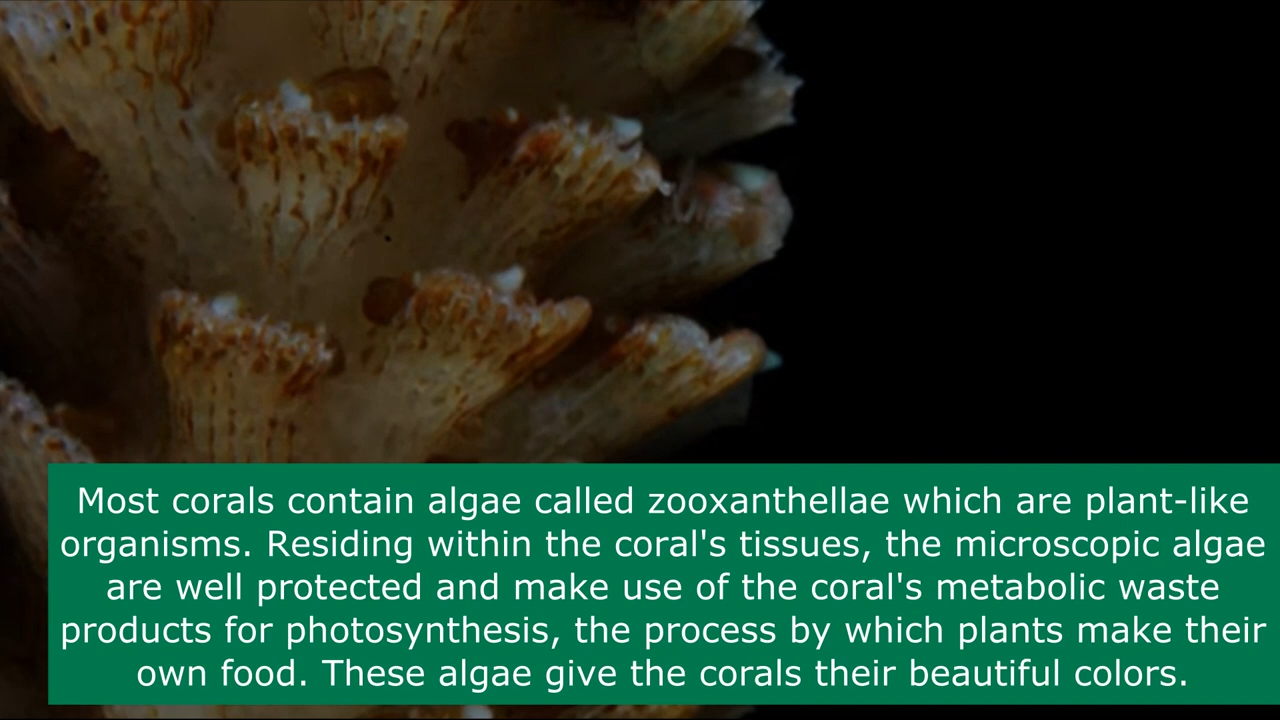 Most corals contain algae called zooxanthellae which are plant-like
organisms. Residing within the coral's tissues, the microscopic algae
are well protected and make use of the coral's metabolic waste
products for photosynthesis, the process by which plants make their
own food. These algae give the corals their beautiful colors.